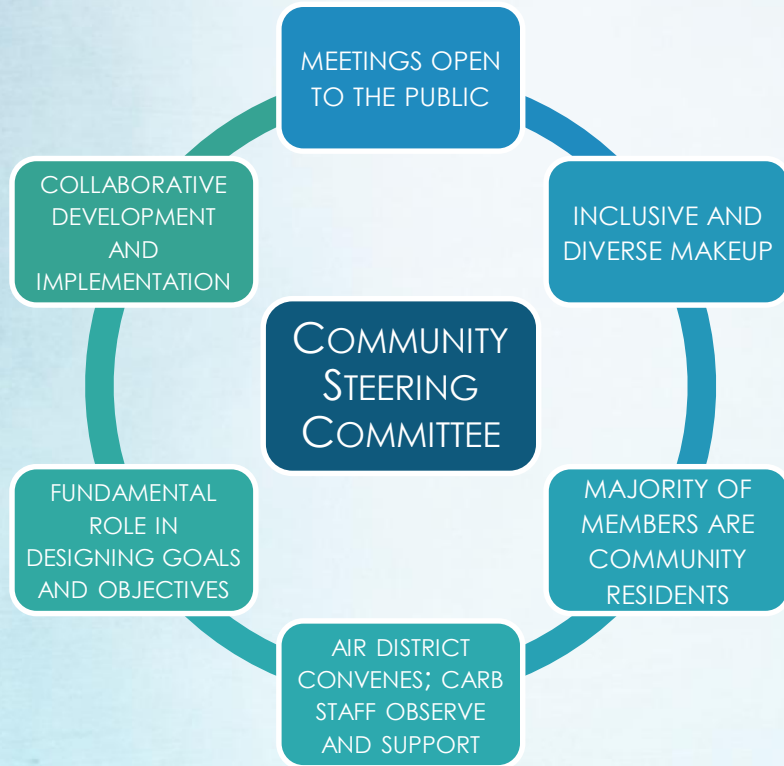 MEETINGS OPEN
TO THE PUBLIC
INCLUSIVE AND
DIVERSE MAKEUP
MAJORITY OF
MEMBERS ARE
COMMUNITY
RESIDENTS
AIR DISTRICT
CONVENES; CARB
STAFF OBSERVE
AND SUPPORT
FUNDAMENTAL
ROLE IN
DESIGNING GOALS
AND OBJECTIVES
COLLABORATIVE
DEVELOPMENT
AND
IMPLEMENTATION
COMMUNITY
STEERING
COMMITTEE